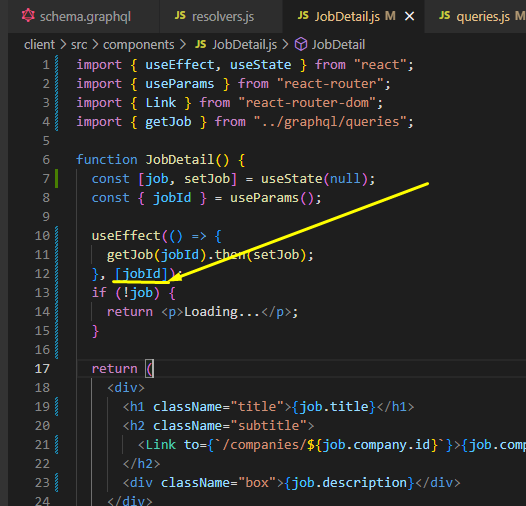 schema.graphql resolvers.js JobDetail.js M queries.js M
client > src > components > JobDetail.js > JobDetail
1 import { useEffect, useState } from "react";
2 import { useParams } from "react-router";
3 import { Link } from "react-router-dom";
4 import { getJob } from "../graphql/queries";
5
6 function JobDetail() {
7 const [job, setJob] = useState(null);
8 const { jobId } = useParams();
9
10 useEffect(() => {
11 getJob(jobId).then(setJob);
12 }, [jobId]);
13 if (!job) {
14 return <p>Loading...</p>;
15 }
16
17 return (
18 <div>
19 <h1 className="title">{job.title}</h1>
20 <h2 className="subtitle">
21 <Link to={`/companies/${job.company.id}`}>{job.comp
22 </h2>
23 <div className="box">{job.description}</div>
24 </div>